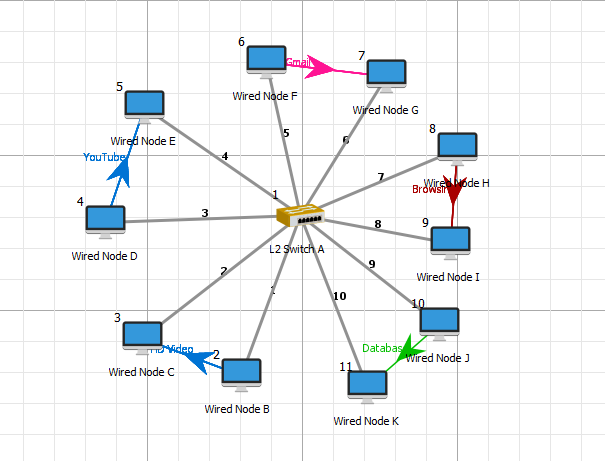 6
Gmail
7
Wired Node F
Wired Node G
5
Wired Node E
5
6
8
4
YouTube
7
Wired Node H
Browsin
4
3
1
8
9
Wired Node D
L2 Switch A
Wired Node I
2
9
1
10
10
3
HD Video
2
Database
Wired Node J
Wired Node C
11
Wired Node B
Wired Node K